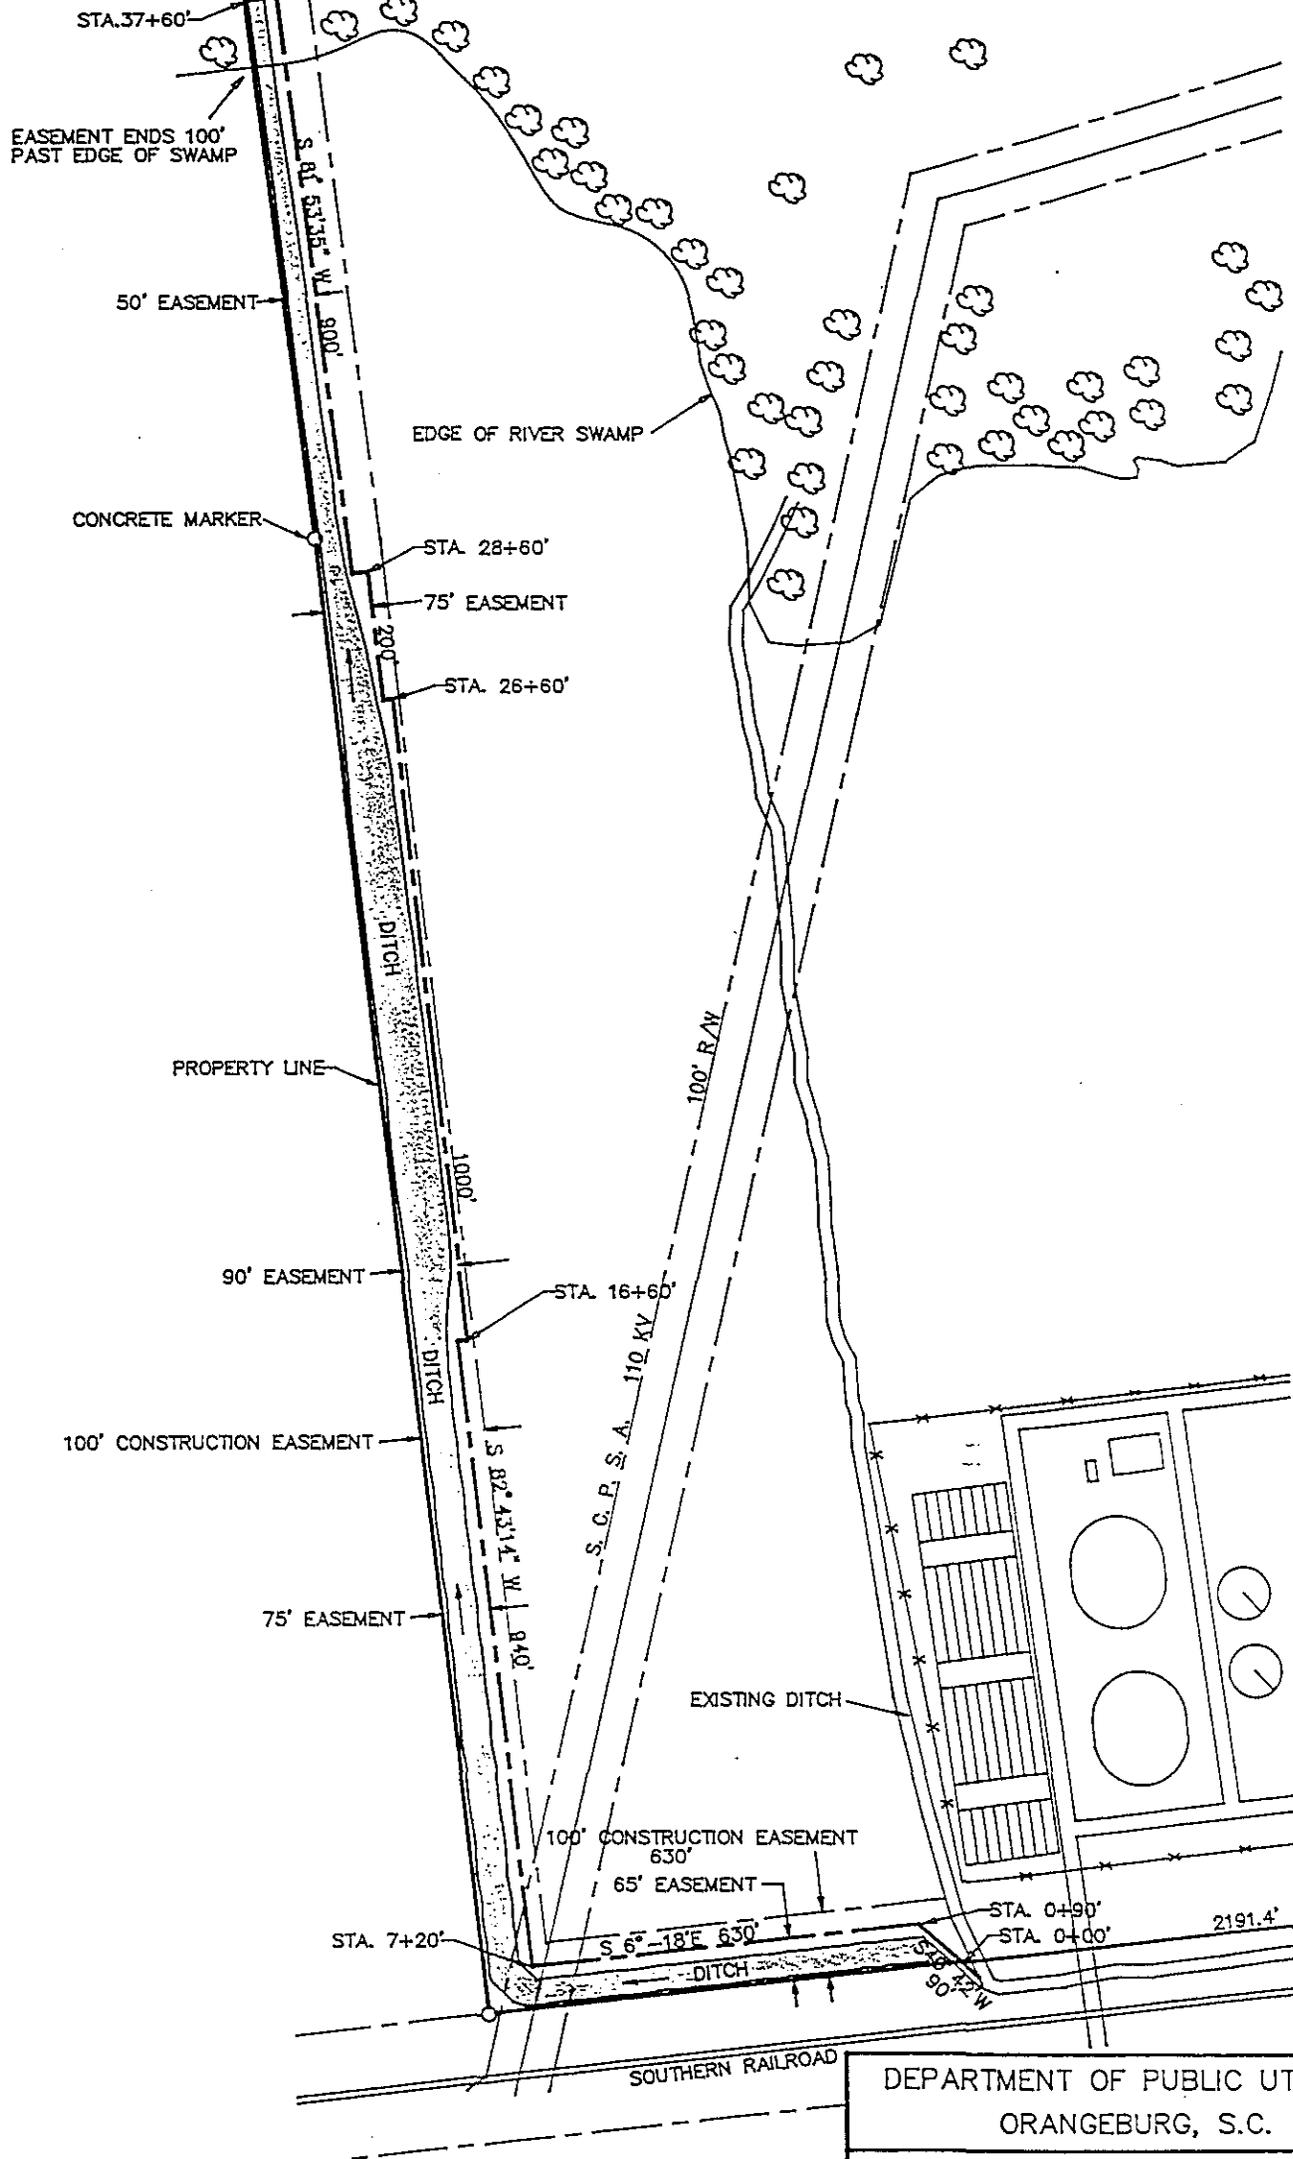 STA.37+60'
EASEMENT ENDS 100'
PAST EDGE OF SWAMP
S 81° 53'35" W
900'
50' EASEMENT
EDGE OF RIVER SWAMP
CONCRETE MARKER
STA. 28+60'
75' EASEMENT
200'
STA. 26+60'
DITCH
100' R/W
PROPERTY LINE
1000'
90' EASEMENT
STA. 16+60'
DITCH
S. C. P. S. A. 110 KV
100' CONSTRUCTION EASEMENT
S 82° 43'14" W
940'
75' EASEMENT
EXISTING DITCH
100' CONSTRUCTION EASEMENT
630'
65' EASEMENT
STA. 0+90'
2191.4'
STA. 7+20'
S 6°-18'E 630'
STA. 0+00'
DITCH
90'
SOUTHERN RAILROAD
DEPARTMENT OF PUBLIC UT
ORANGEBURG, S.C.